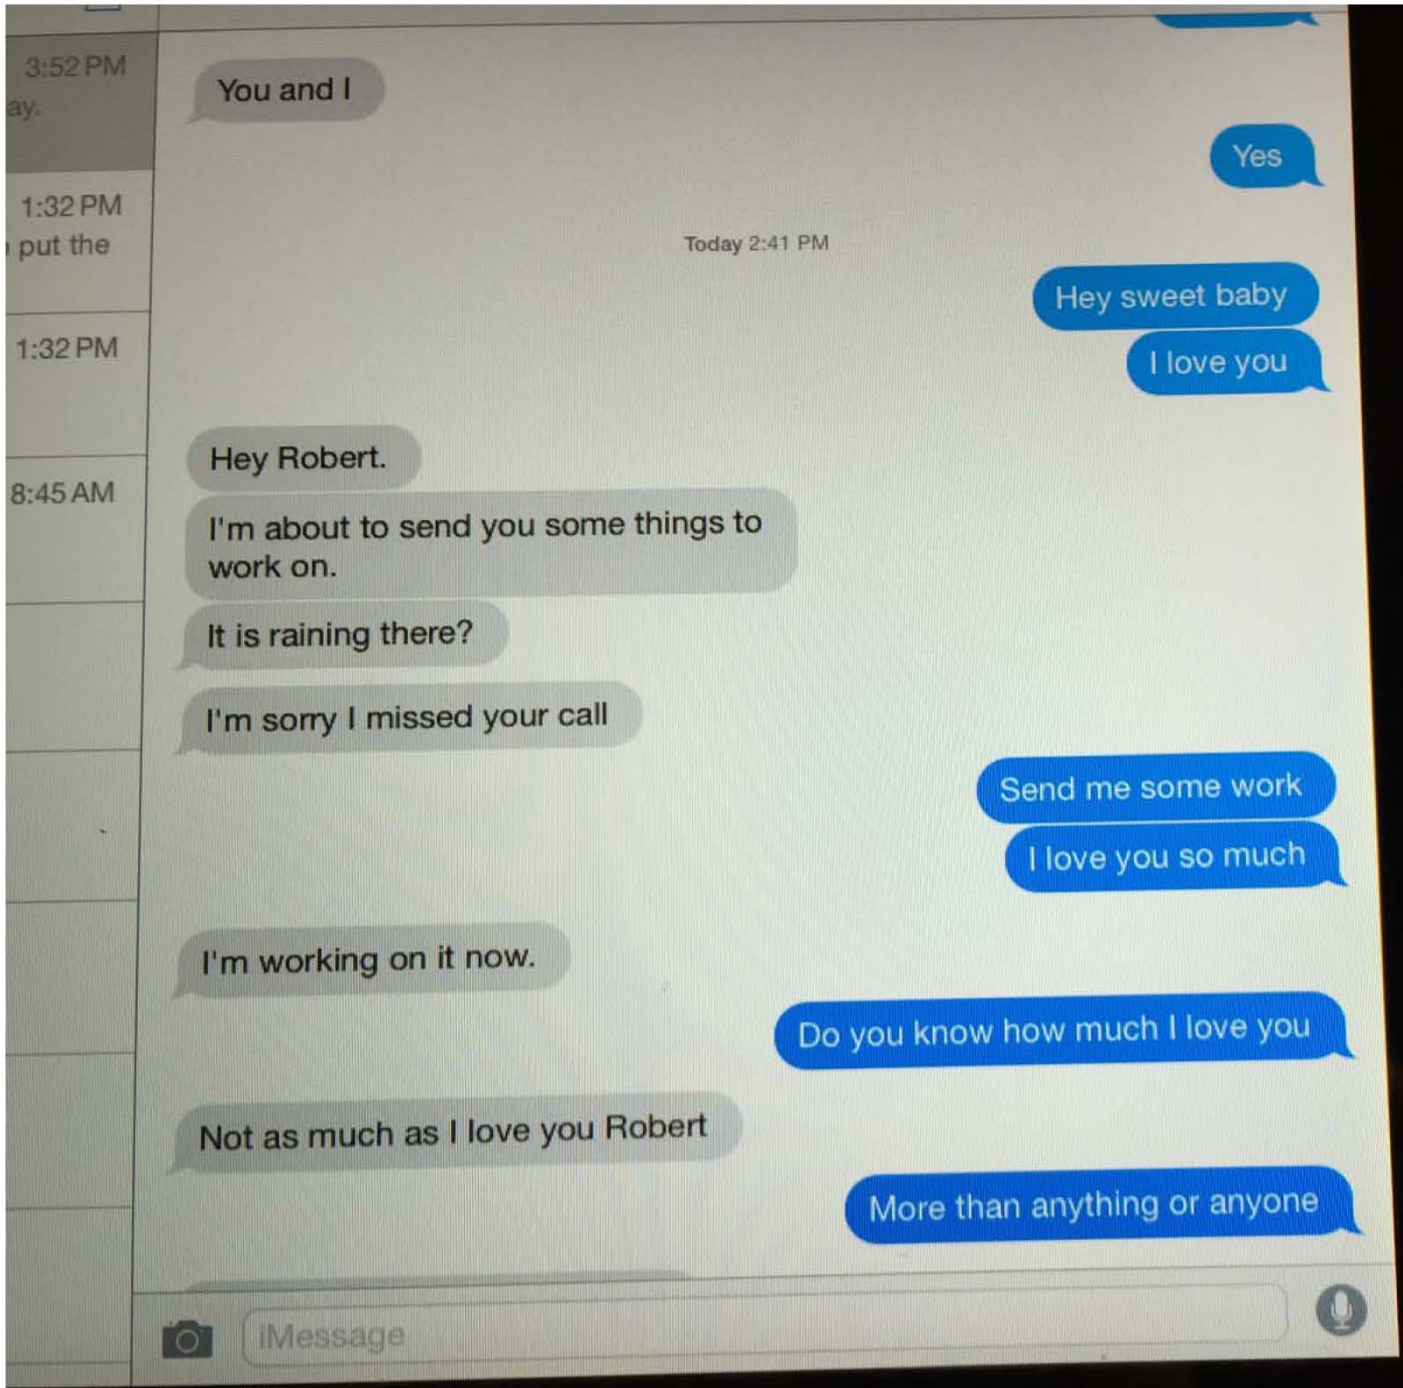 3:52 PM
ay.
1:32 PM
put the
1:32 PM
8:45 AM
You and I
Yes
Today 2:41 PM
Hey sweet baby
I love you
Hey Robert.
I'm about to send you some things to
work on.
It is raining there?
I'm sorry I missed your call
Send me some work
I love you so much
I'm working on it now.
Do you know how much I love you
Not as much as I love you Robert
More than anything or anyone
iMessage